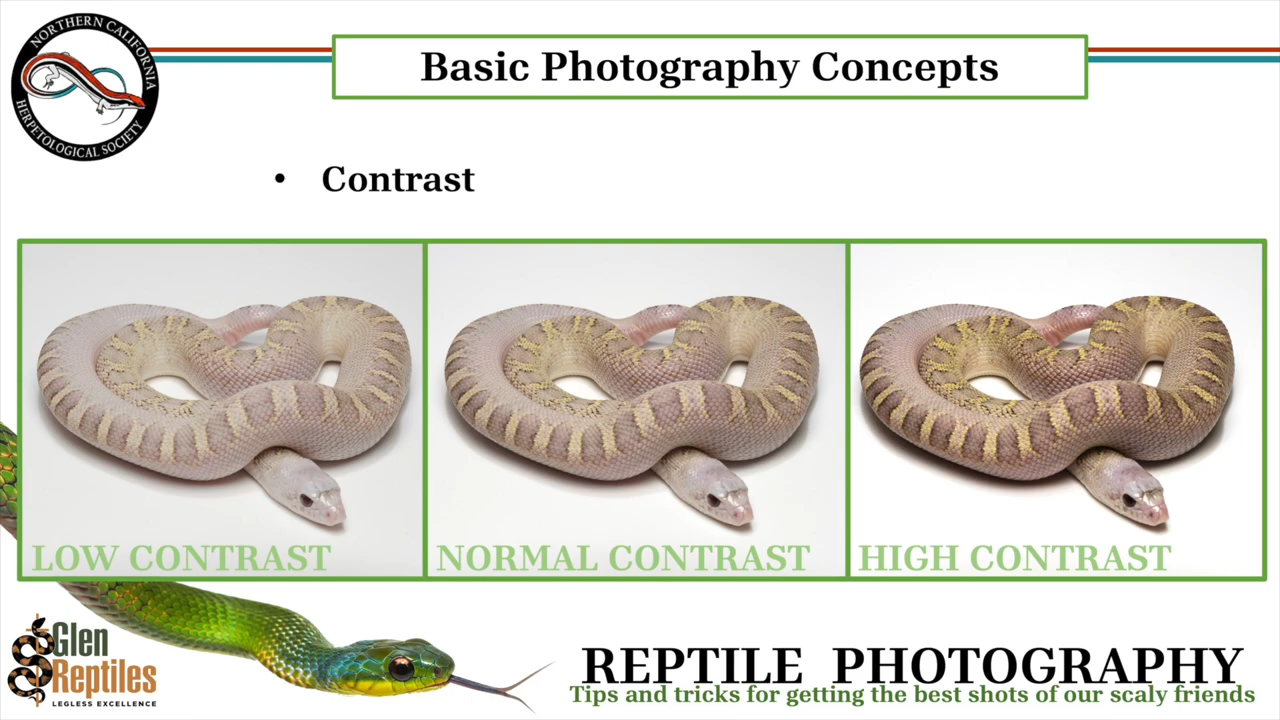 NORTHERN CALIFORNIA
HERPETOLOGICAL SOCIETY
Basic Photography Concepts
• Contrast
LOW CONTRAST
NORMAL CONTRAST
HIGH CONTRAST
Glen
Reptiles
LEGLESS EXCELLENCE
REPTILE PHOTOGRAPHY
Tips and tricks for getting the best shots of our scaly friends